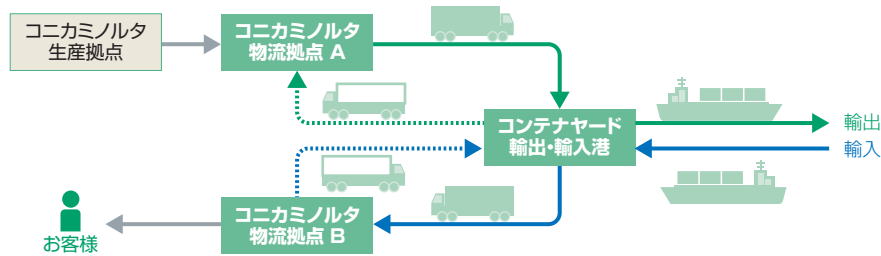 コニカミノルタ
生産拠点
コニカミノルタ
物流拠点 A
コンテナヤード
輸出・輸入港
輸出
輸入
コニカミノルタ
物流拠点 B
お客様